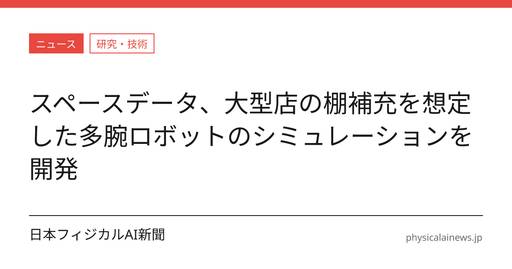 ニュース
研究・技術
スペースデータ、大型店の棚補充を想定
した多腕ロボットのシミュレーションを
開発
日本フィジカルAI新聞
physicalainews.jp